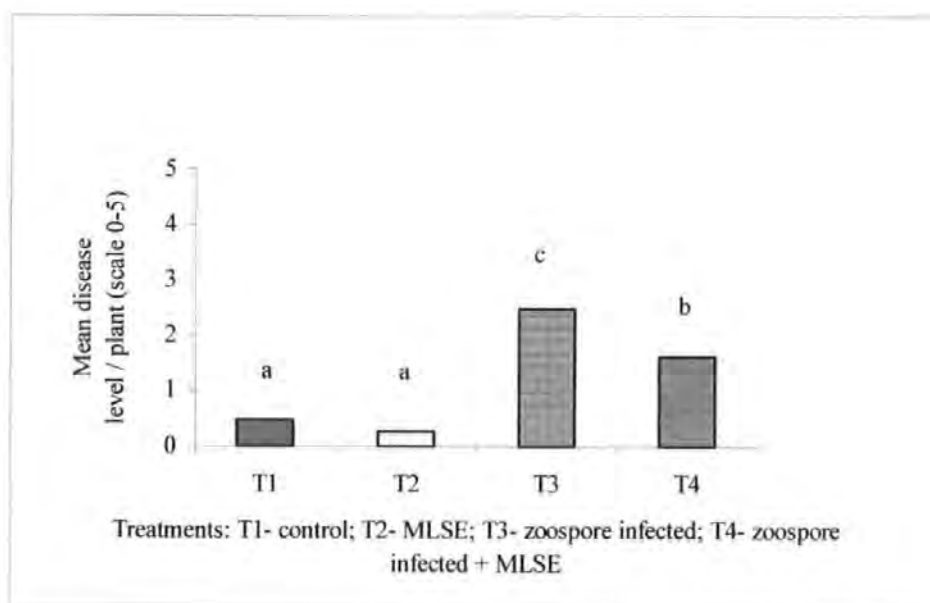 5
4
3
2
1
0
Mean disease
level / plant (scale 0-5)
a
a
c
b
T1
T2
T3
T4
Treatments: T1- control; T2- MLSE; T3- zoospore infected; T4- zoospore
infected + MLSE